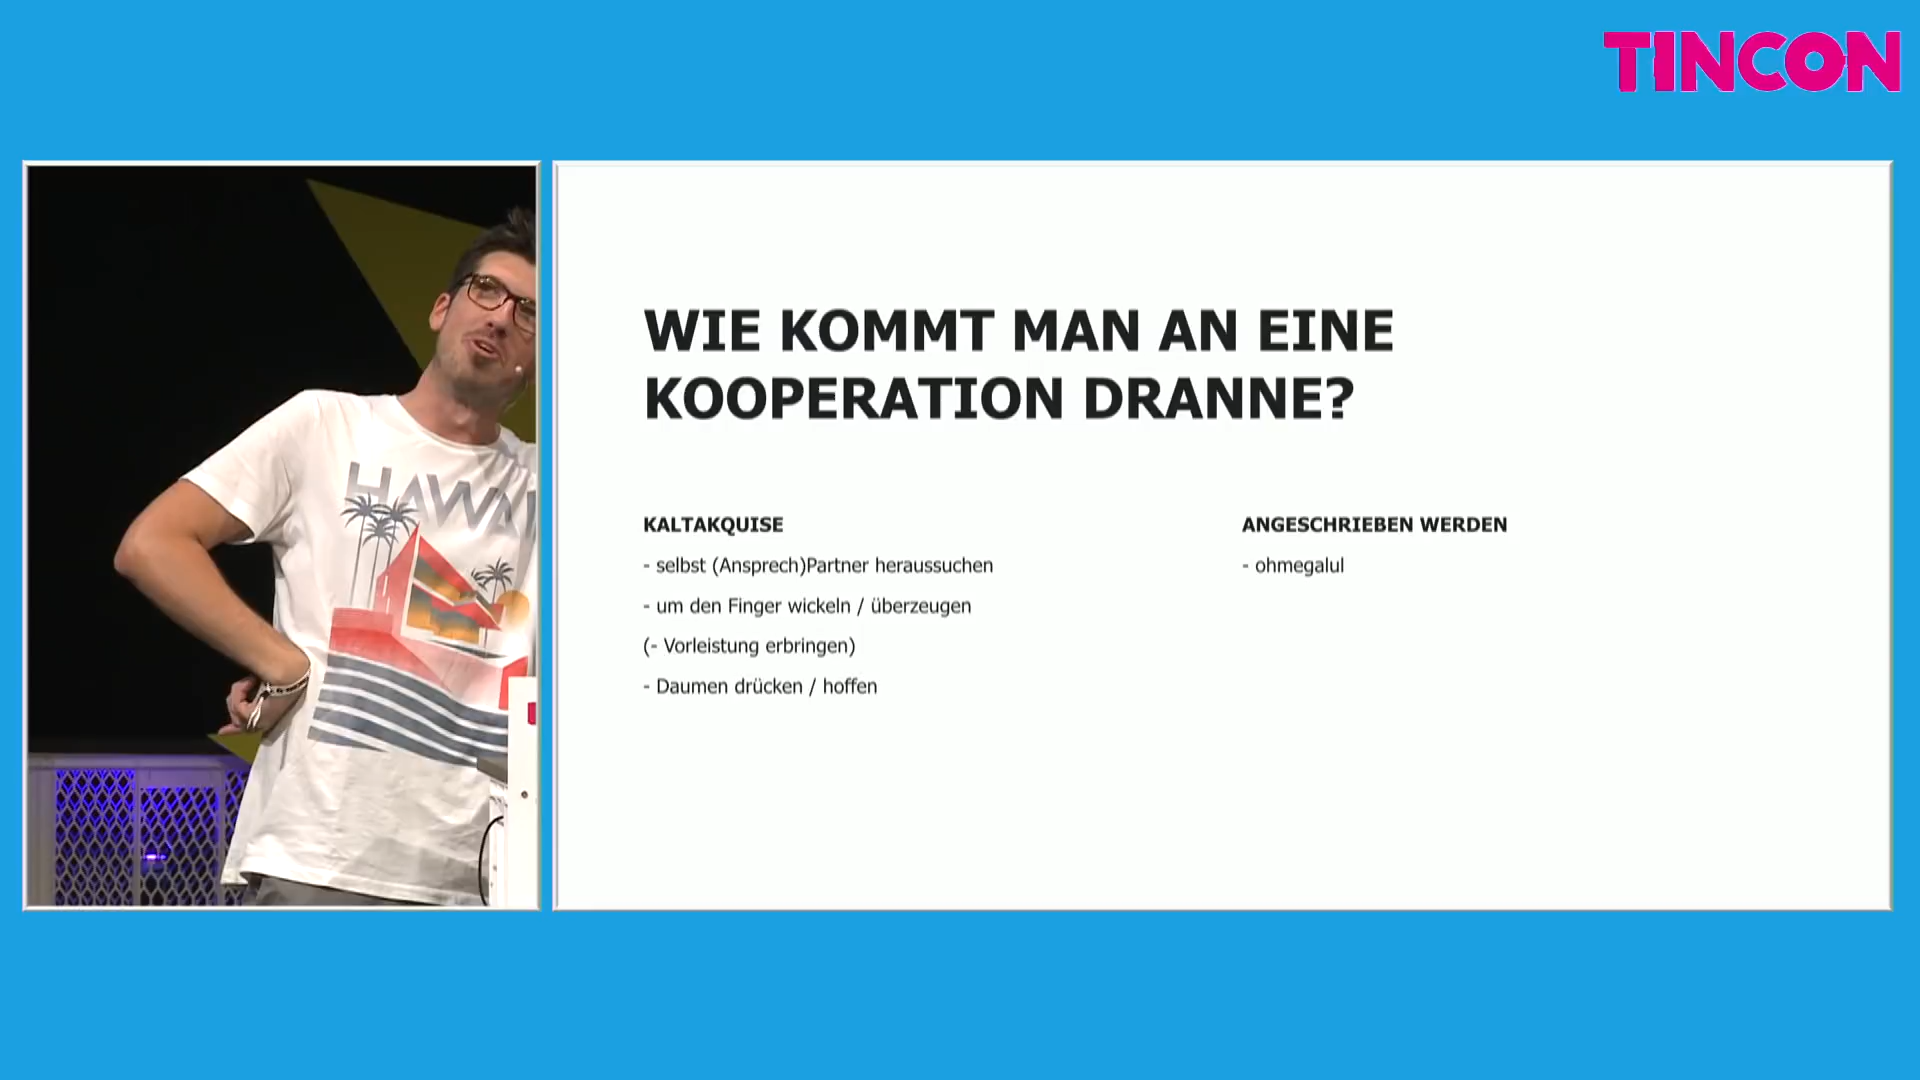 TINCON
HAWAI
WIE KOMMT MAN AN EINE
KOOPERATION DRANNE?
KALTAKQUISE
- selbst (Ansprech)Partner heraussuchen
- um den Finger wickeln / überzeugen
(- Vorleistung erbringen)
- Daumen drücken / hoffen
ANGESCHRIEBEN WERDEN
- ohmegalul